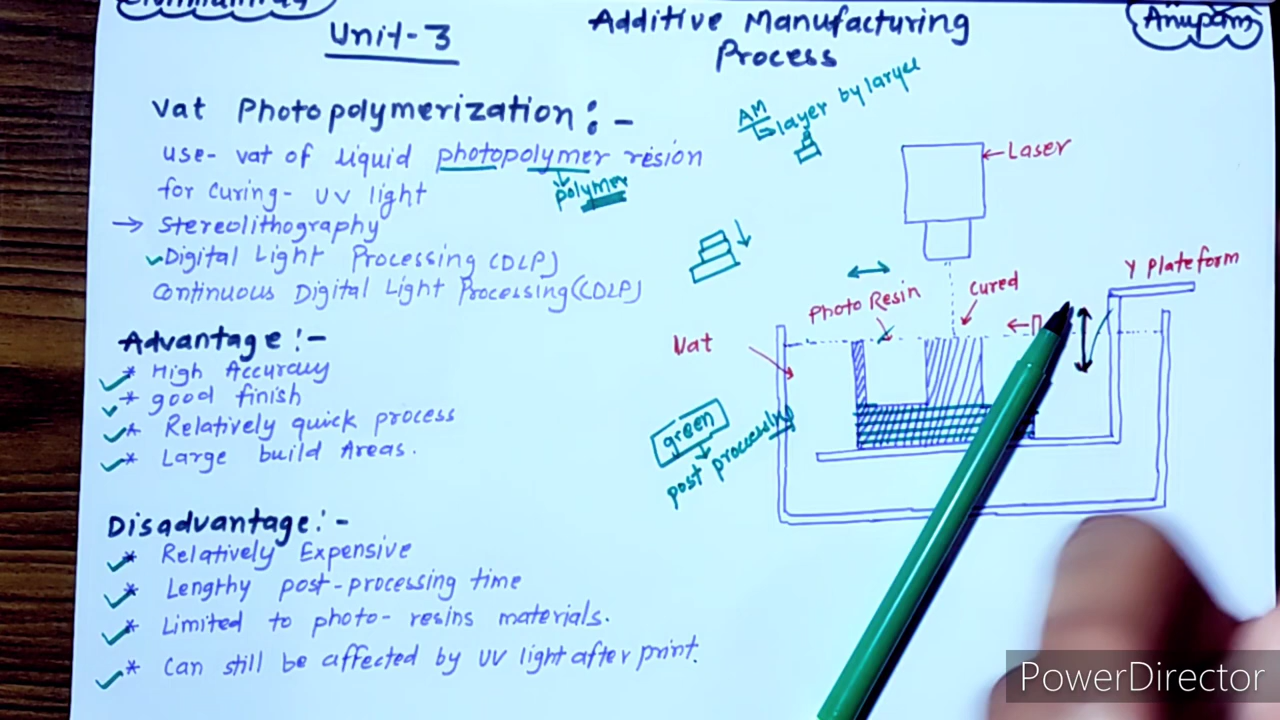 Unit-3
Additive Manufacturing
Process
Anupam
Vat Photopolymerization:-
use- vat of liquid photopolymer resion
for curing- UV light
polymer
→ Stereolithography
Digital Light Processing (DLP)
Continuous Digital Light Processing (CDLP)
Advantage:-
* High Accuracy
* good finish
* Relatively quick process
* Large build Areas.
Disadvantage:-
* Relatively Expensive
* Lengthy post-processing time
* Limited to photo-resins materials.
* Can still be affected by UV light after print.
AM
layer by laryer
Laser
Y Plateform
Photo Resin
Cured
Vat
green
post processing
PowerDirector